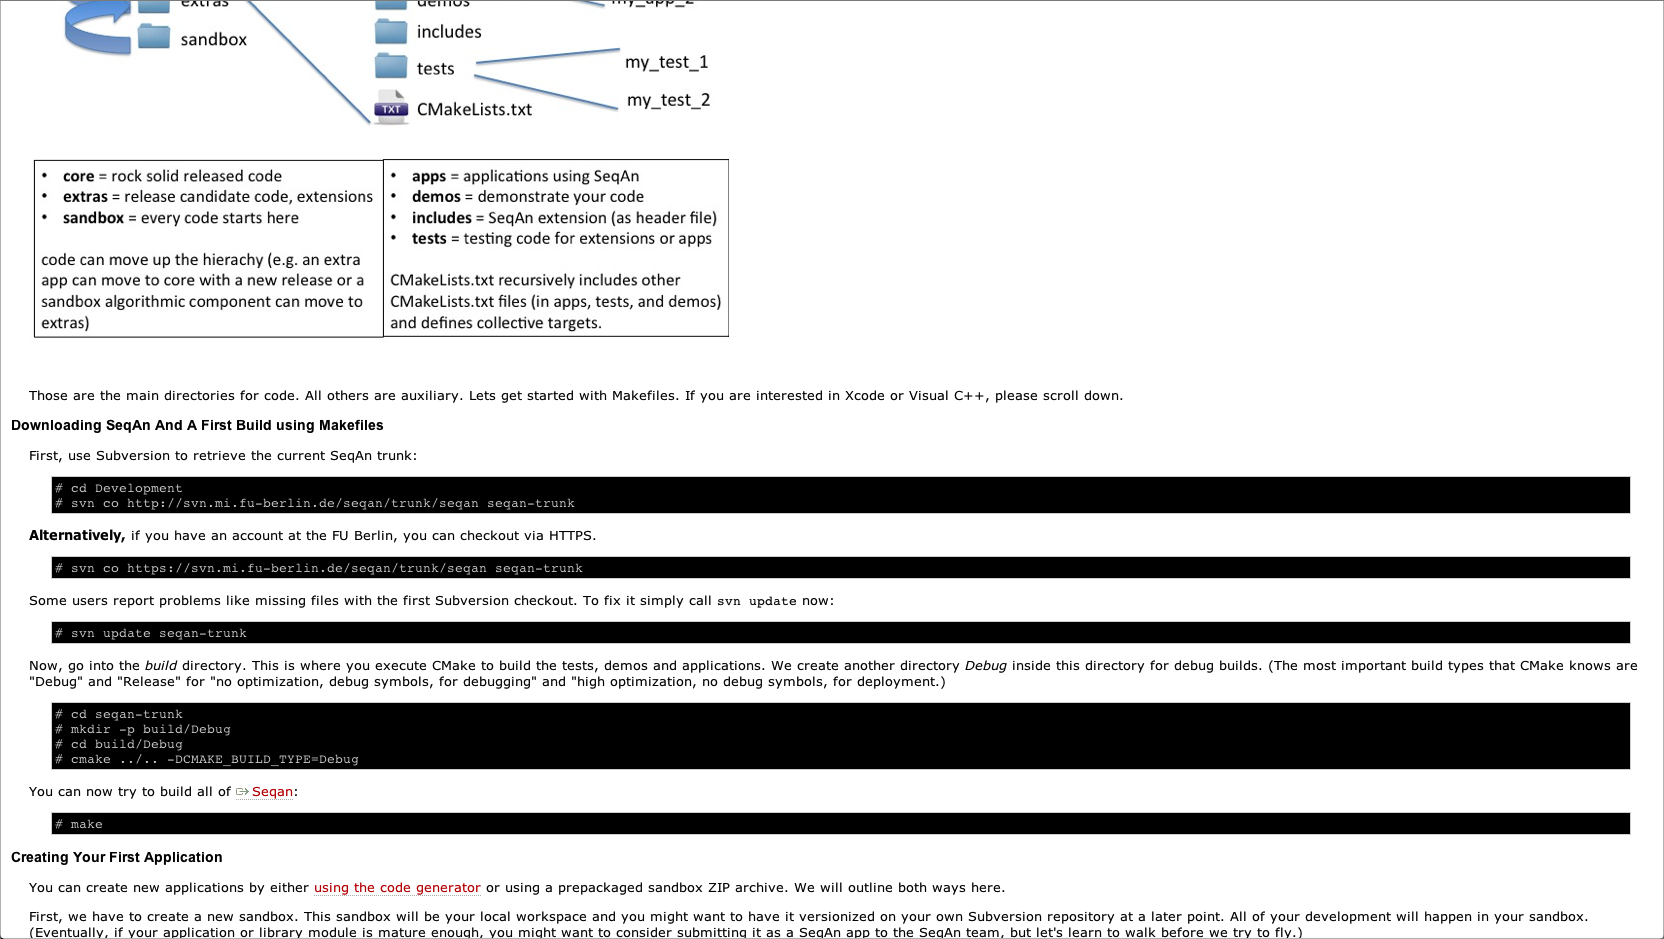 extras
demos
my_app_2
sandbox
includes
tests
my_test_1
my_test_2
TXT
CMakeLists.txt
• core = rock solid released code
• extras = release candidate code, extensions
• sandbox = every code starts here
code can move up the hierachy (e.g. an extra
app can move to core with a new release or a
sandbox algorithmic component can move to
extras)
• apps = applications using SeqAn
• demos = demonstrate your code
• includes = SeqAn extension (as header file)
• tests = testing code for extensions or apps
CMakeLists.txt recursively includes other
CMakeLists.txt files (in apps, tests, and demos)
and defines collective targets.
Those are the main directories for code. All others are auxiliary. Lets get started with Makefiles. If you are interested in Xcode or Visual C++, please scroll down.
Downloading SeqAn And A First Build using Makefiles
First, use Subversion to retrieve the current SeqAn trunk:
# cd Development
# svn co http://svn.mi.fu-berlin.de/seqan/trunk/seqan seqan-trunk
Alternatively, if you have an account at the FU Berlin, you can checkout via HTTPS.
# svn co https://svn.mi.fu-berlin.de/seqan/trunk/seqan seqan-trunk
Some users report problems like missing files with the first Subversion checkout. To fix it simply call svn update now:
# svn update seqan-trunk
Now, go into the build directory. This is where you execute CMake to build the tests, demos and applications. We create another directory Debug inside this directory for debug builds. (The most important build types that CMake knows are
"Debug" and "Release" for "no optimization, debug symbols, for debugging" and "high optimization, no debug symbols, for deployment.)
# cd seqan-trunk
# mkdir -p build/Debug
# cd build/Debug
# cmake ../.. -DCMAKE_BUILD_TYPE=Debug
You can now try to build all of Seqan:
# make
Creating Your First Application
You can create new applications by either using the code generator or using a prepackaged sandbox ZIP archive. We will outline both ways here.
First, we have to create a new sandbox. This sandbox will be your local workspace and you might want to have it versionized on your own Subversion repository at a later point. All of your development will happen in your sandbox.
(Eventually, if your application or library module is mature enough, you might want to consider submitting it as a SeqAn app to the SeqAn team, but let's learn to walk before we try to fly.)